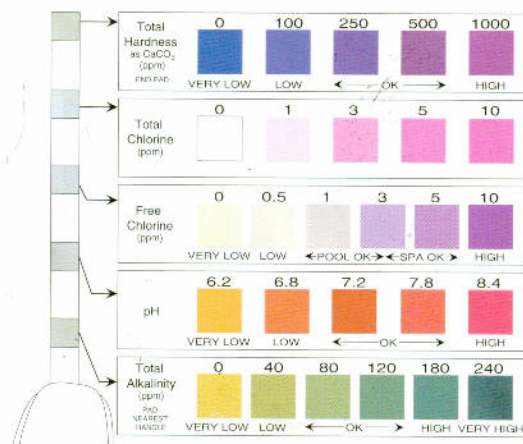 Total
Hardness
as CaCO₂
(ppm)
END PAD
0 100 250 500 1000
VERY LOW LOW OK HIGH
Total
Chlorine
(ppm)
0 1 3 5 10
Free
Chlorine
(ppm)
0 0.5 1 3 5 10
VERY LOW LOW POOL OK SPA OK HIGH
pH
6.2 6.8 7.2 7.8 8.4
VERY LOW LOW OK HIGH
Total
Alkalinity
(ppm)
PAD
NEAREST
HANDLE
0 40 80 120 180 240
VERY LOW LOW OK HIGH VERY HIGH